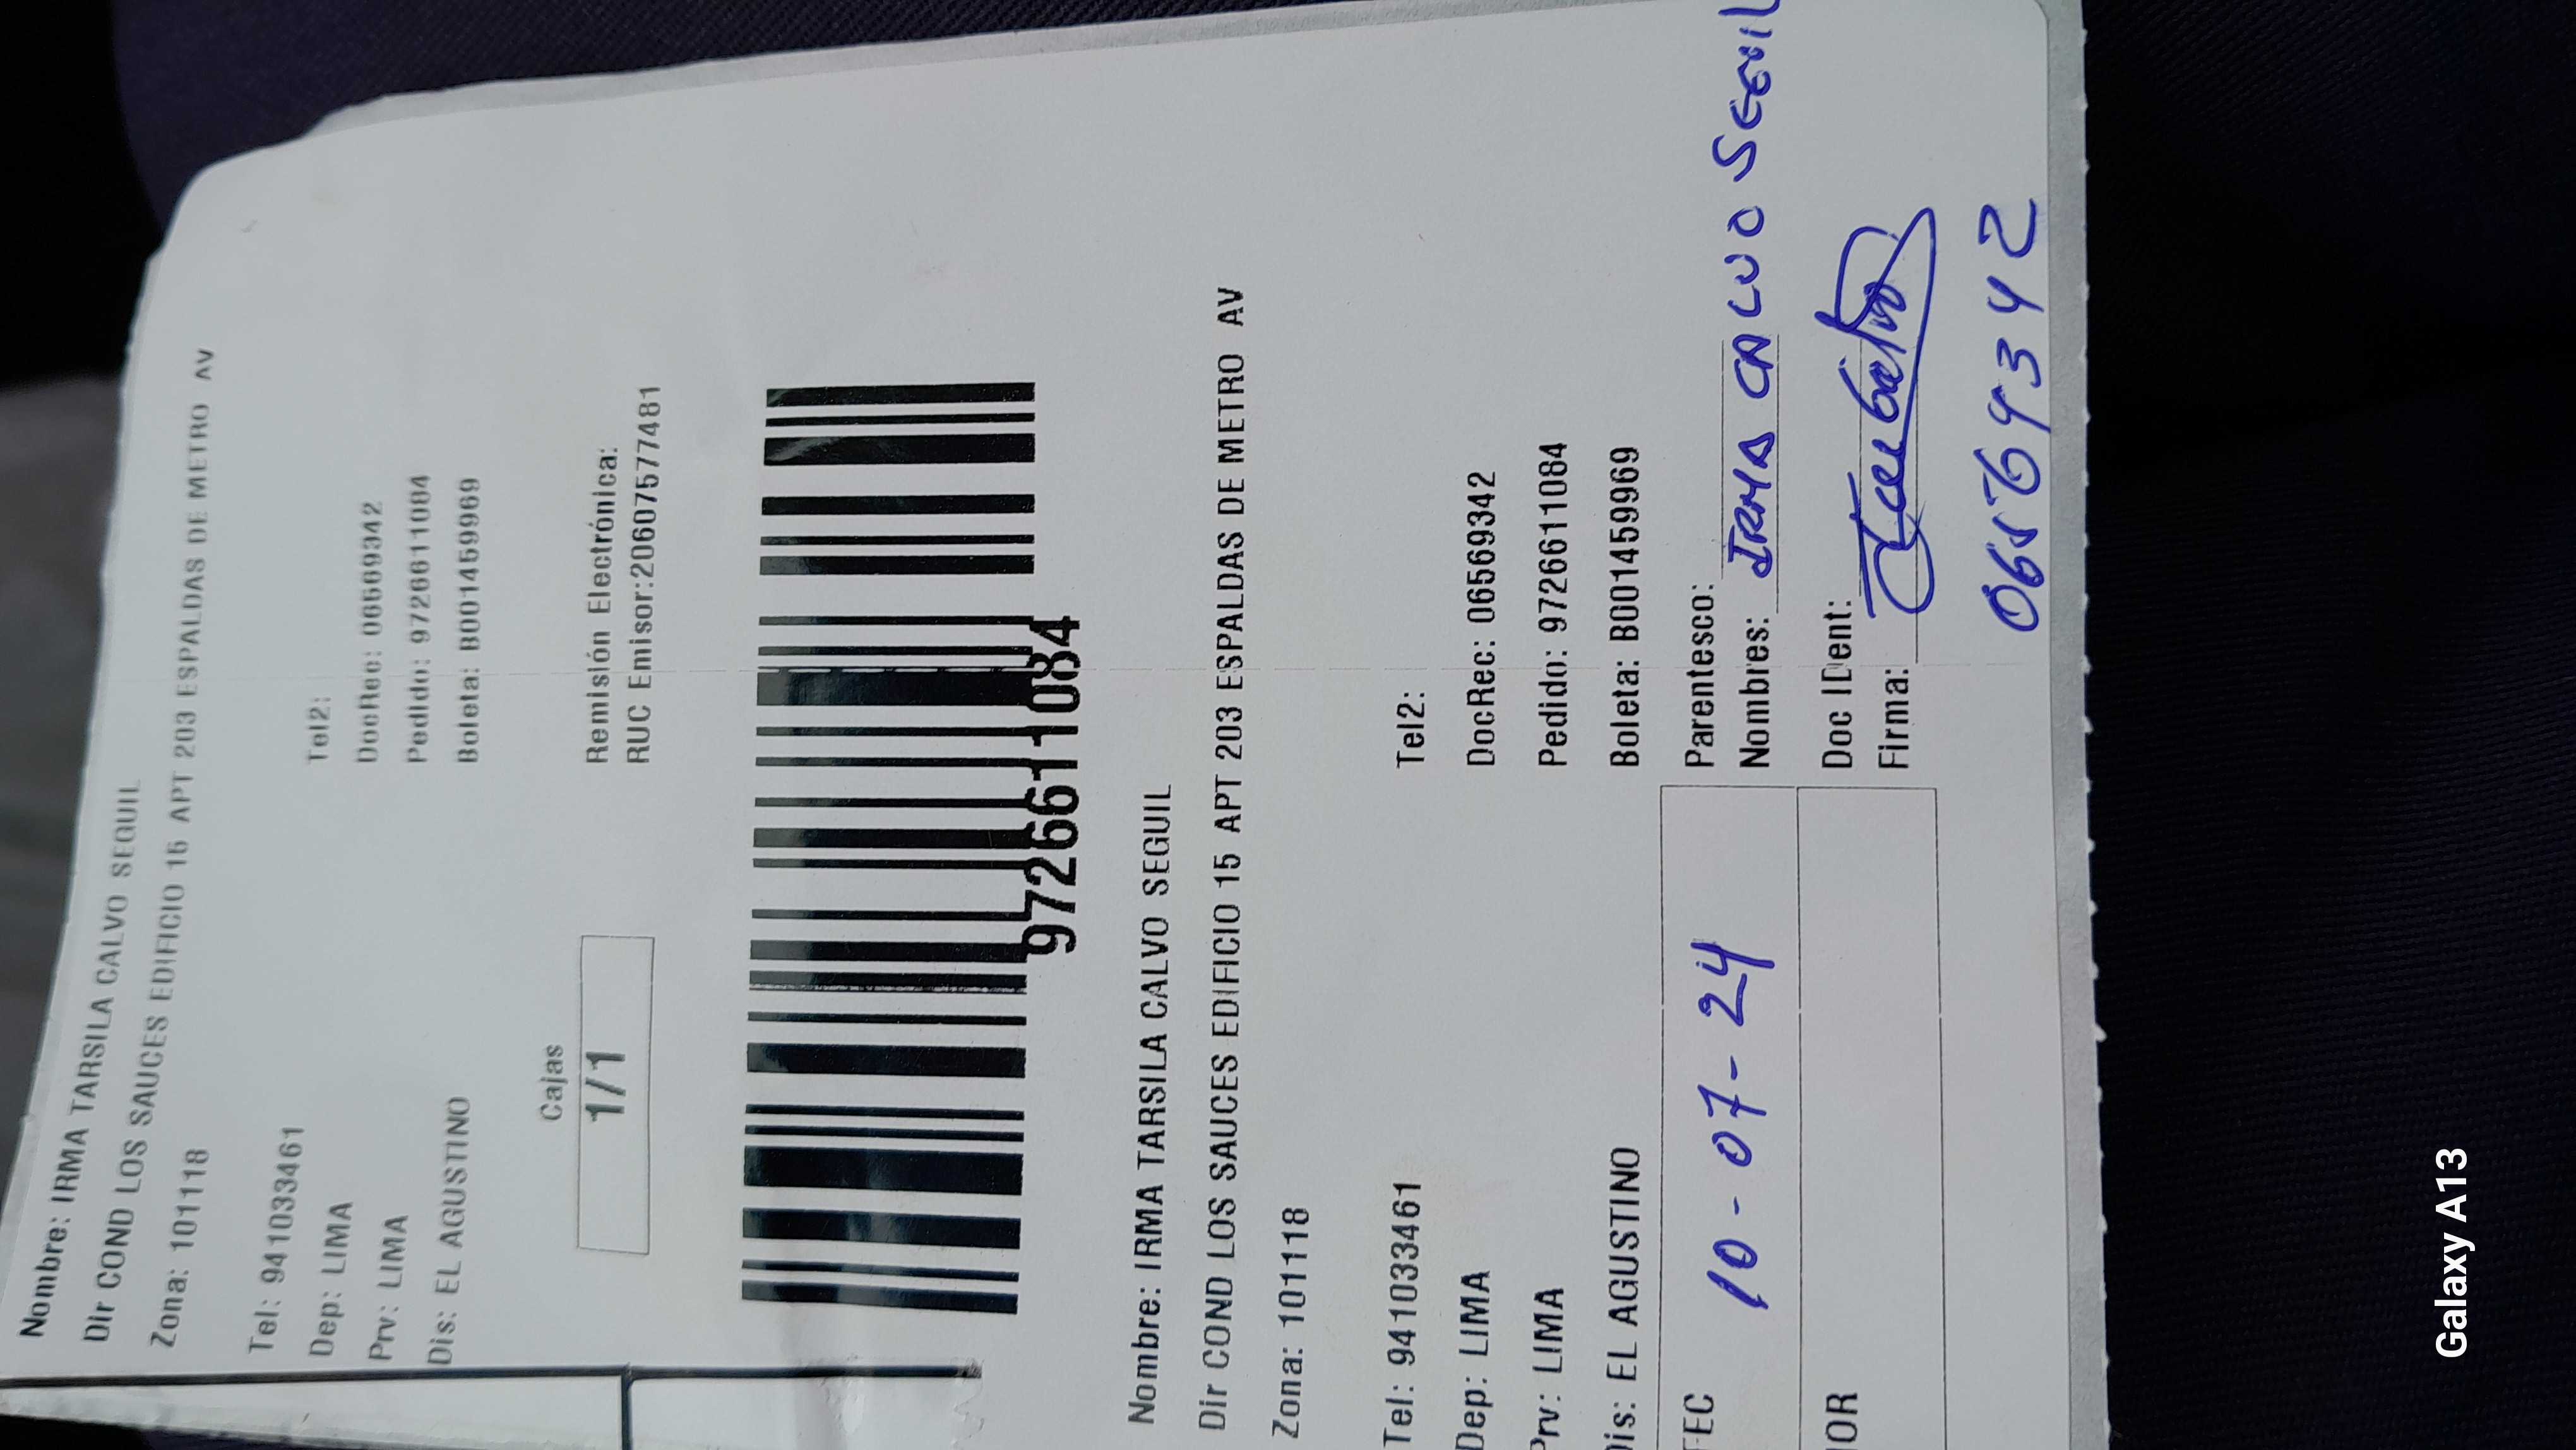 Nombre: IRMA TARSILA CALVO SEGUIL
Dir COND LOS SAUCES EDIFICIO 15 APT 203 ESPALDAS DE METRO AV
Zona: 101118
Tel: 941033461
Tel2:
Dep: LIMA
DocRec: 06569342
Prv: LIMA
Pedido: 9726611084
Dis: EL AGUSTINO
Boleta: B001459969
Cajas
1/1
Remisión Electrónica:
RUC Emisor:20607577481
9726611084
Nombre: IRMA TARSILA CALVO SEGUIL
Dir COND LOS SAUCES EDIFICIO 15 APT 203 ESPALDAS DE METRO AV
Zona: 101118
Tel: 941033461
Tel2:
Dep: LIMA
DocRec: 06569342
Prv: LIMA
Pedido: 9726611084
Dis: EL AGUSTINO
Boleta: B001459969
FEC 10-07-24
Parentesco:
Nombres: IRMA CALVO SEGUIL
HOR
Doc IDent:
Firma:
06569342
Galaxy A13